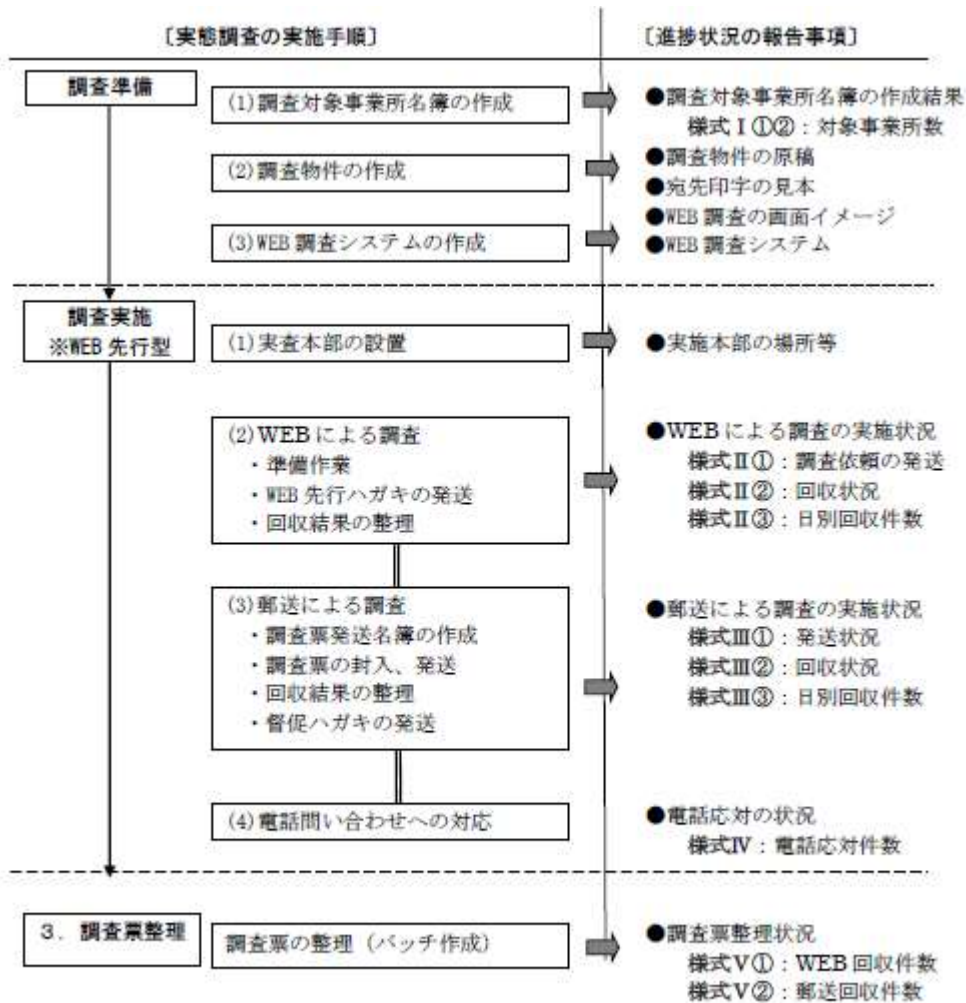 〔実態調査の実施手順〕
〔進捗状況の報告事項〕
調査準備
(1)調査対象事業所名簿の作成
●調査対象事業所名簿の作成結果
様式Ⅰ①②：対象事業所数
(2)調査物件の作成
●調査物件の原稿
●宛先印字の見本
●WEB 調査の画面イメージ
(3)WEB 調査システムの作成
●WEB 調査システム
調査実施
※WEB 先行型
(1)実査本部の設置
●実施本部の場所等
(2)WEB による調査
・準備作業
・WEB 先行ハガキの発送
・回収結果の整理
●WEB による調査の実施状況
様式Ⅱ①：調査依頼の発送
様式Ⅱ②：回収状況
様式Ⅱ③：日別回収件数
(3)郵送による調査
・調査票発送名簿の作成
・調査票の封入、発送
・回収結果の整理
・督促ハガキの発送
●郵送による調査の実施状況
様式Ⅲ①：発送状況
様式Ⅲ②：回収状況
様式Ⅲ③：日別回収件数
(4)電話問い合わせへの対応
●電話応対の状況
様式Ⅳ：電話応対件数
３．調査票整理
調査票の整理（バッチ作成）
●調査票整理状況
様式Ⅴ①：WEB 回収件数
様式Ⅴ②：郵送回収件数